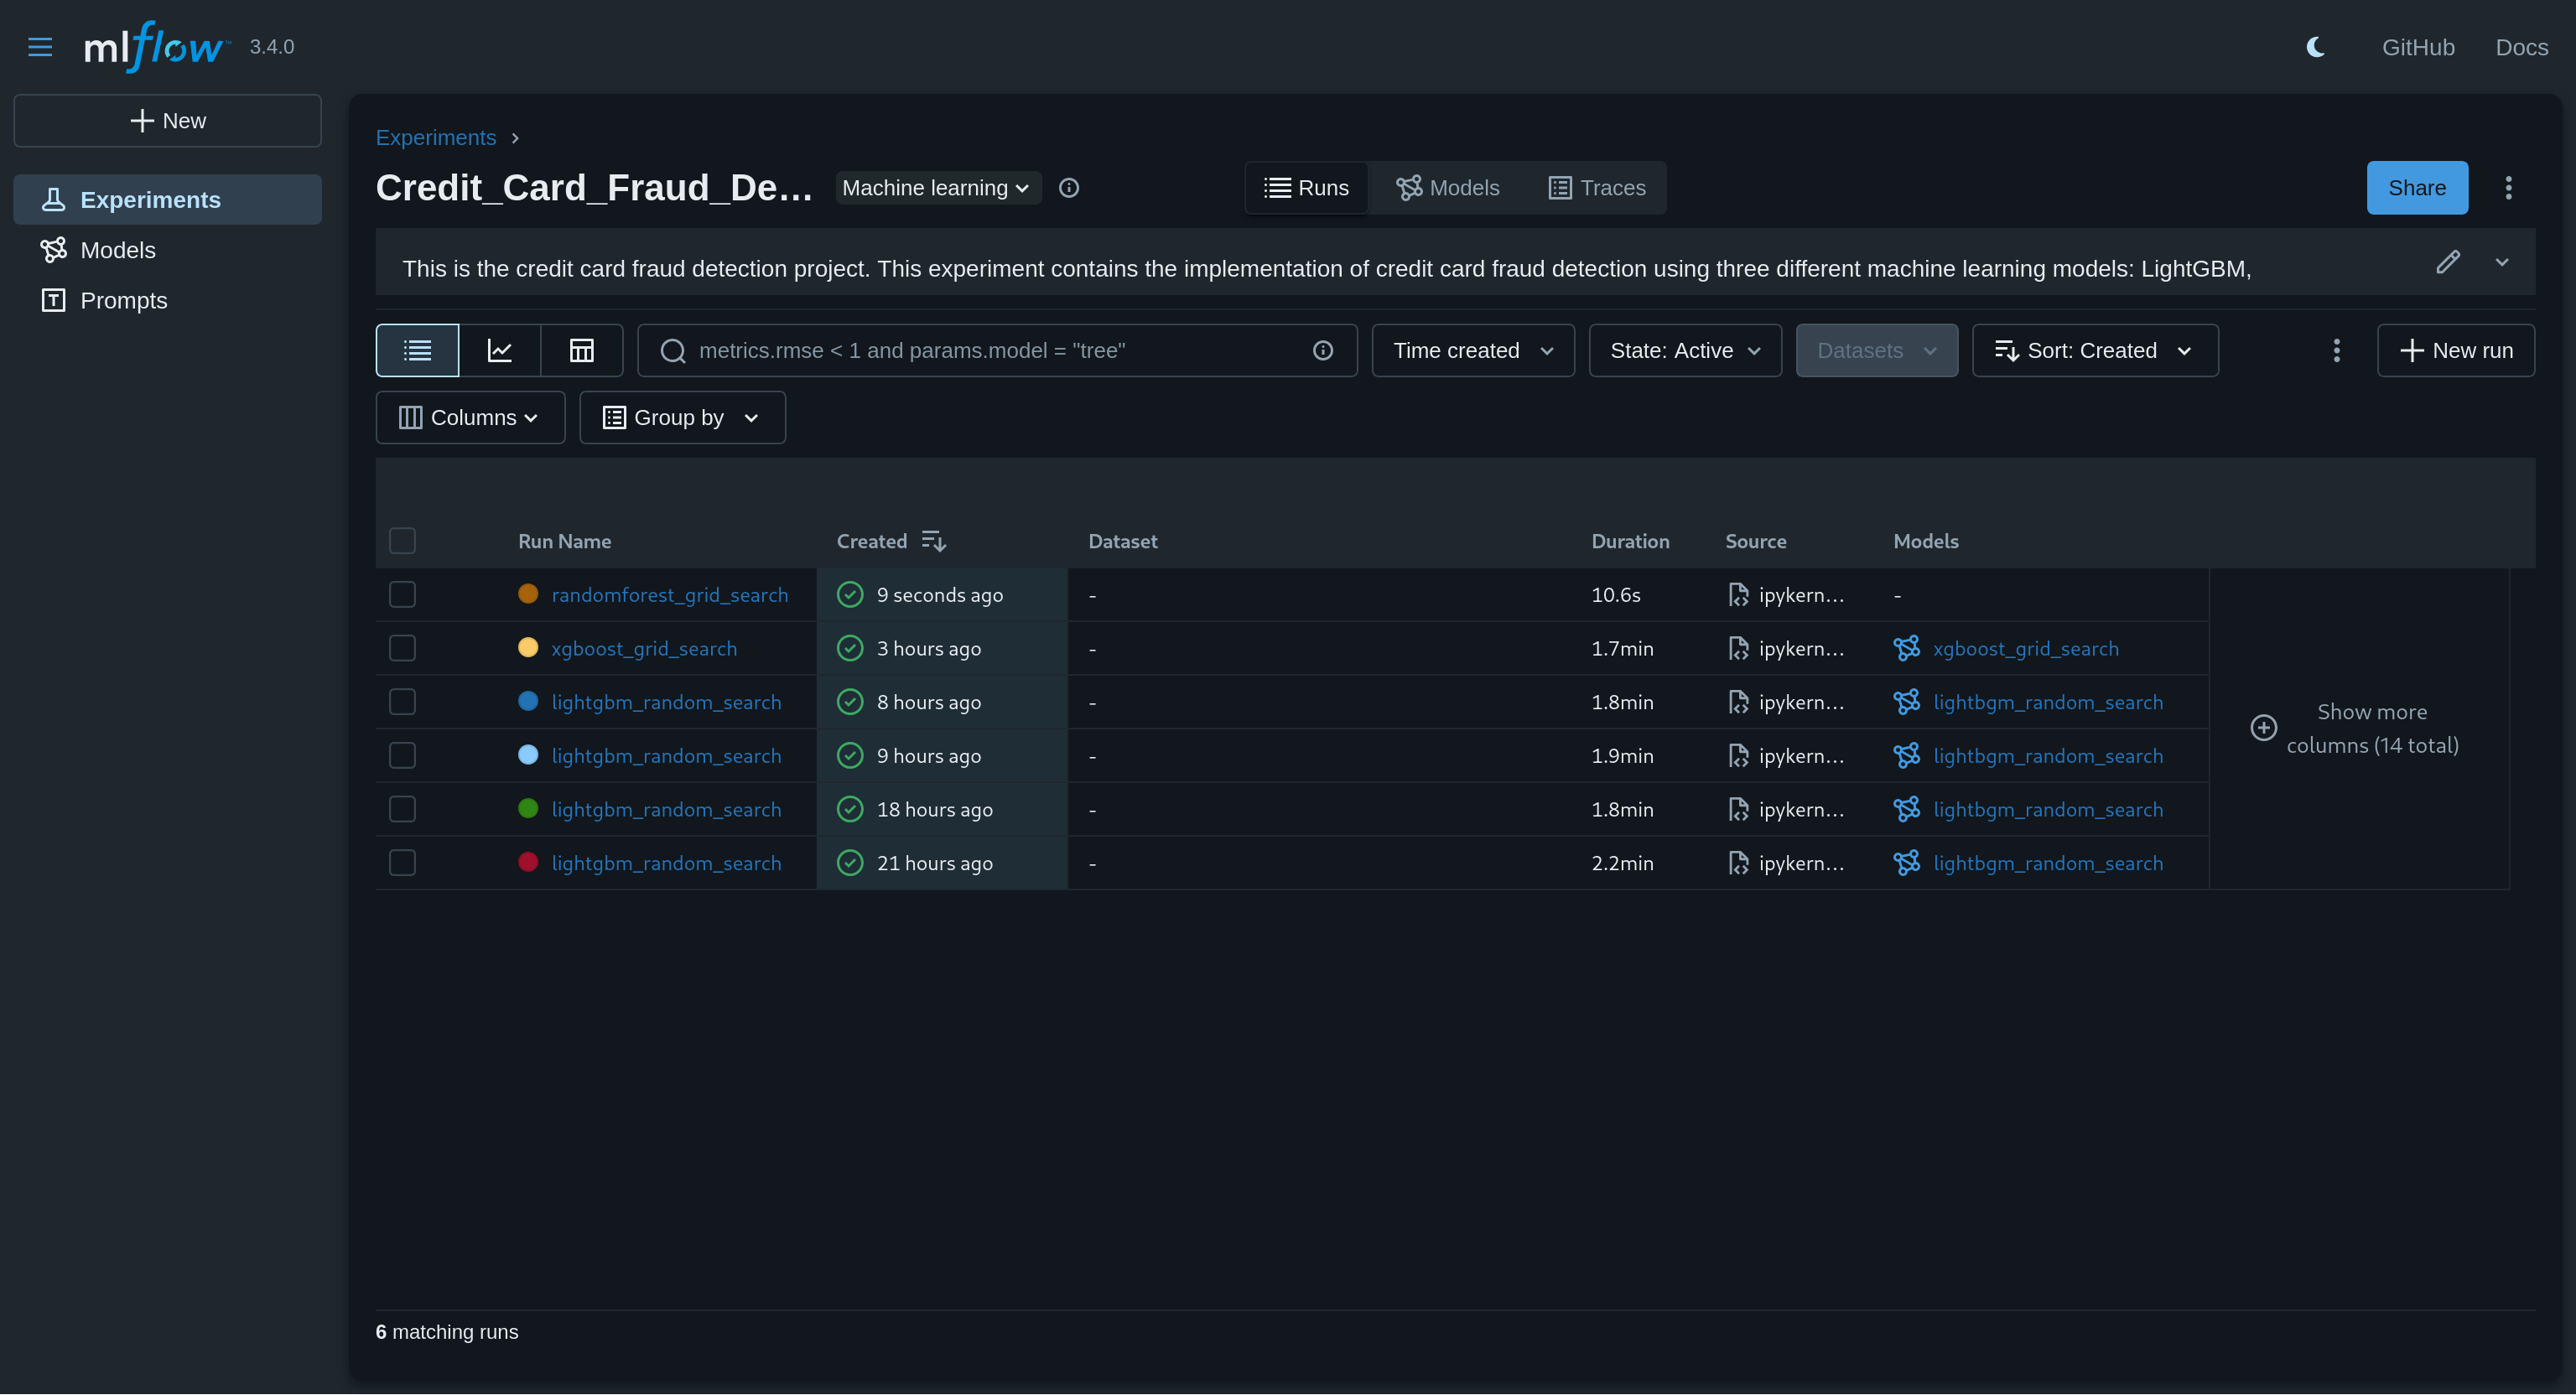 mlflow™ 3.4.0
GitHub Docs
New
Experiments
Models
Prompts
Experiments
Credit_Card_Fraud_De... Machine learning
Runs Models Traces
Share
This is the credit card fraud detection project. This experiment contains the implementation of credit card fraud detection using three different machine learning models: LightGBM,
metrics.rmse < 1 and params.model = "tree" Time created State: Active Datasets Sort: Created New run
Columns Group by
Run Name Created Dataset Duration Source Models
randomforest_grid_search 9 seconds ago - 10.6s ipykern... -
xgboost_grid_search 3 hours ago - 1.7min ipykern... xgboost_grid_search
lightgbm_random_search 8 hours ago - 1.8min ipykern... lightbgm_random_search
lightgbm_random_search 9 hours ago - 1.9min ipykern... lightbgm_random_search
lightgbm_random_search 18 hours ago - 1.8min ipykern... lightbgm_random_search
lightgbm_random_search 21 hours ago - 2.2min ipykern... lightbgm_random_search
Show more
columns (14 total)
6 matching runs